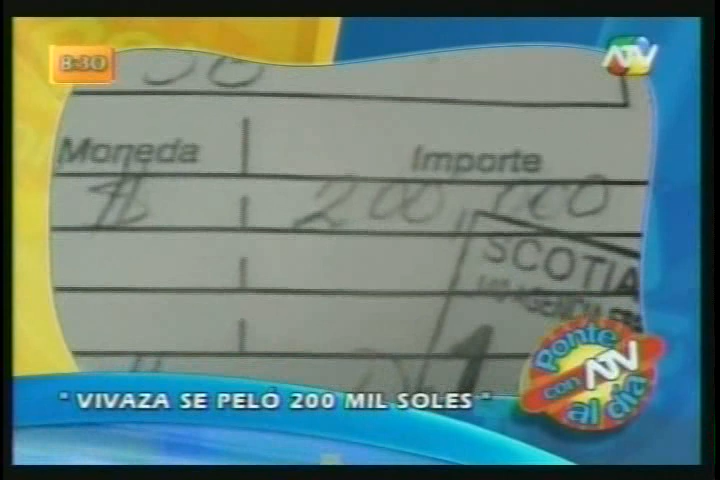 8:30
ATV
Moneda Importe
$ 200,000
SCOTIA
AGENCIA
Ponte
con ATV
al día
" VIVAZA SE PELÓ 200 MIL SOLES "